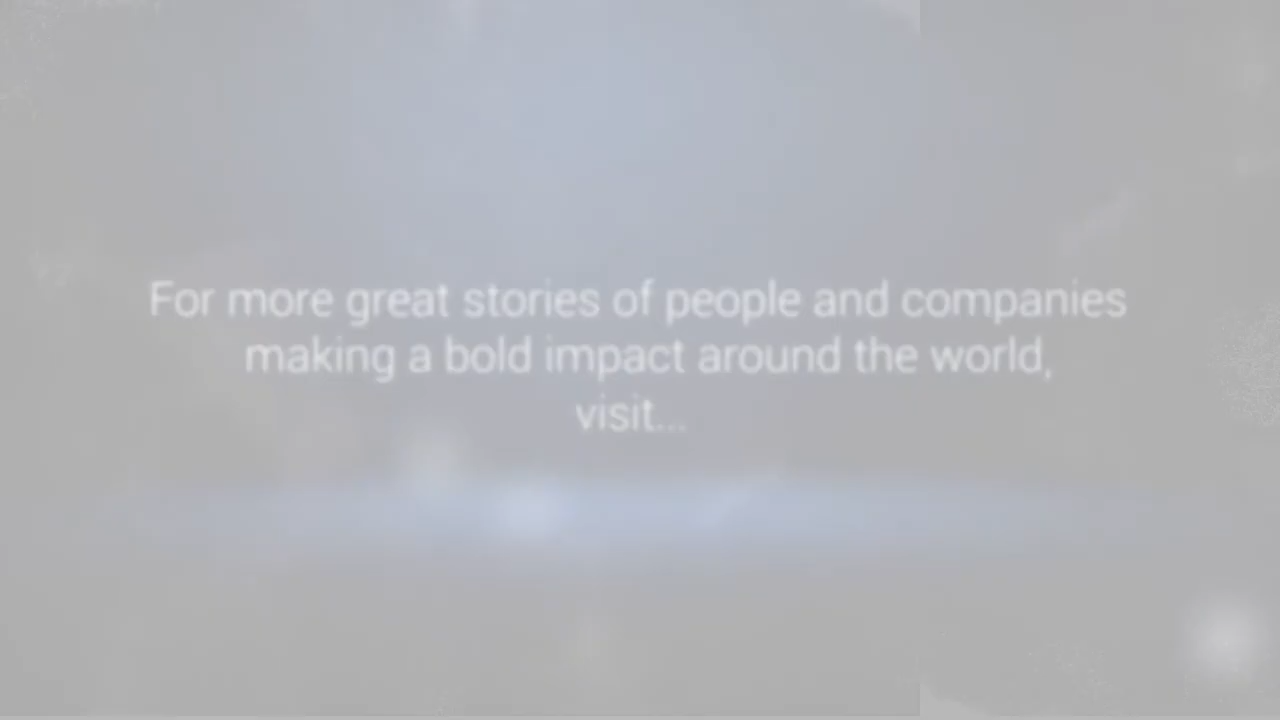 For more great stories of people and companies
making a bold impact around the world,
visit...